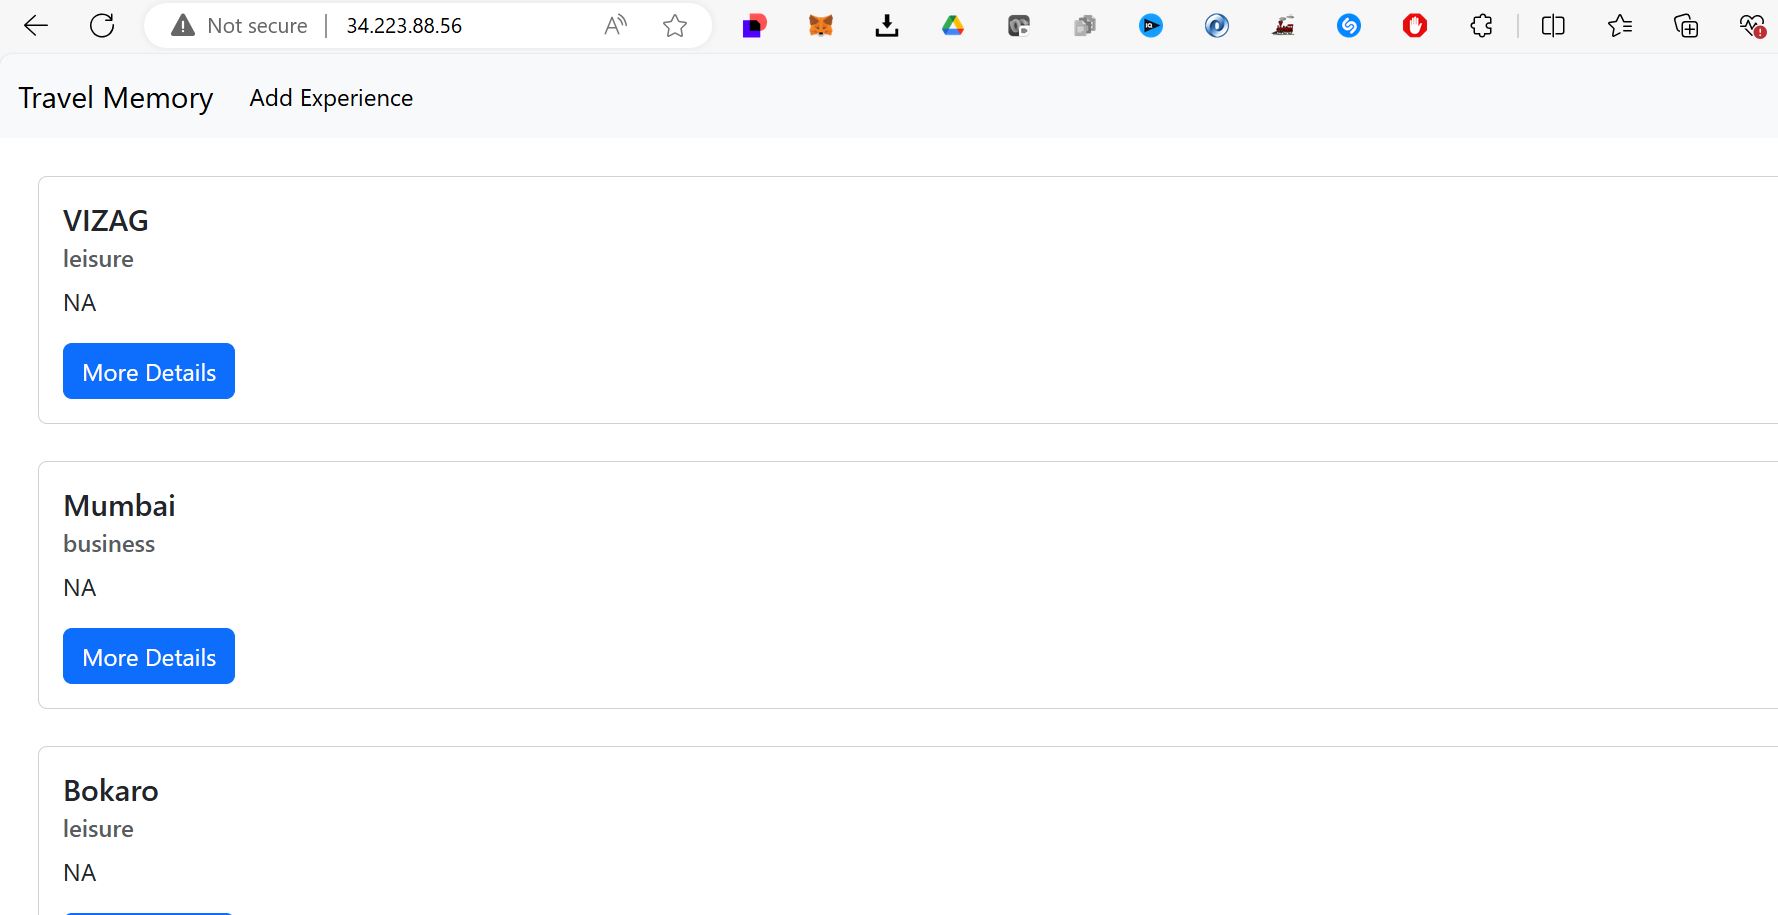 Not secure 34.223.88.56
Travel Memory Add Experience
VIZAG
leisure
NA
More Details
Mumbai
business
NA
More Details
Bokaro
leisure
NA